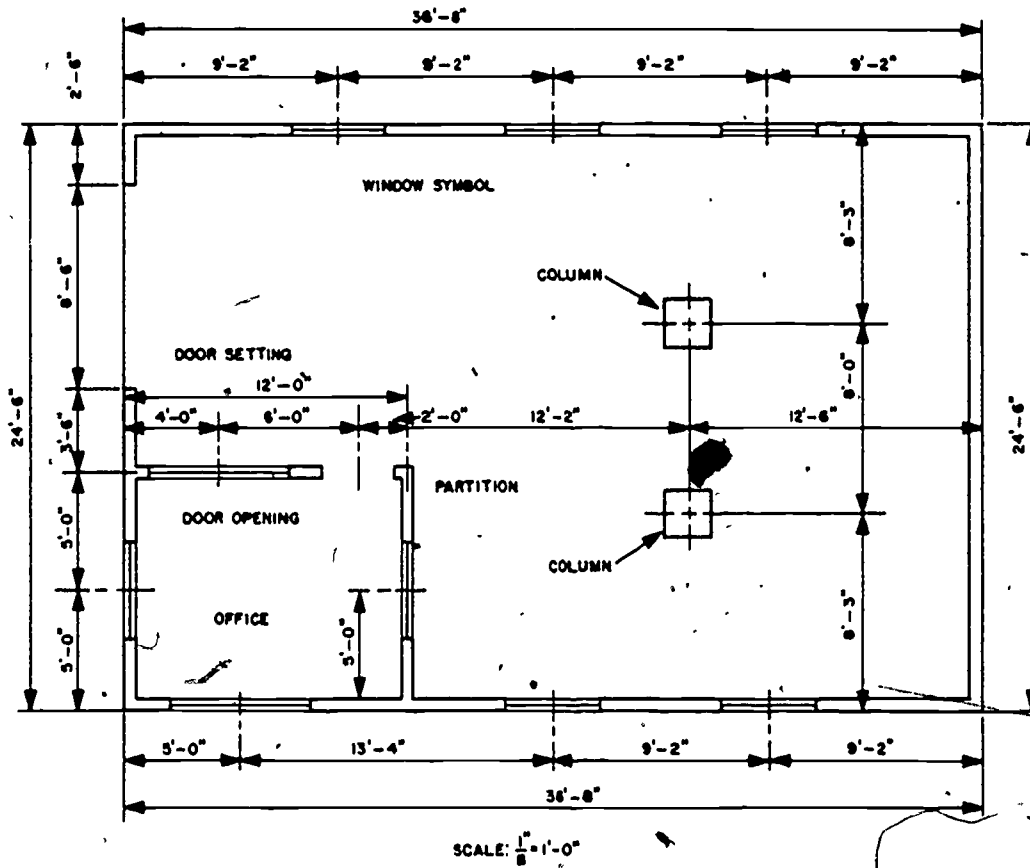 36'-8"
9'-2" 9'-2" 9'-2" 9'-2"
2'-6"
WINDOW SYMBOL
8'-3"
8'-6"
COLUMN
DOOR SETTING
12'-0"
8'-0"
24'-6"
4'-0" 6'-0" 2'-0" 12'-2" 12'-6"
24'-6"
3'-6"
PARTITION
DOOR OPENING
5'-0"
COLUMN
OFFICE
5'-0"
5'-0"
8'-3"
5'-0" 13'-4" 9'-2" 9'-2"
36'-8"
SCALE: 1"/8 = 1'-0"